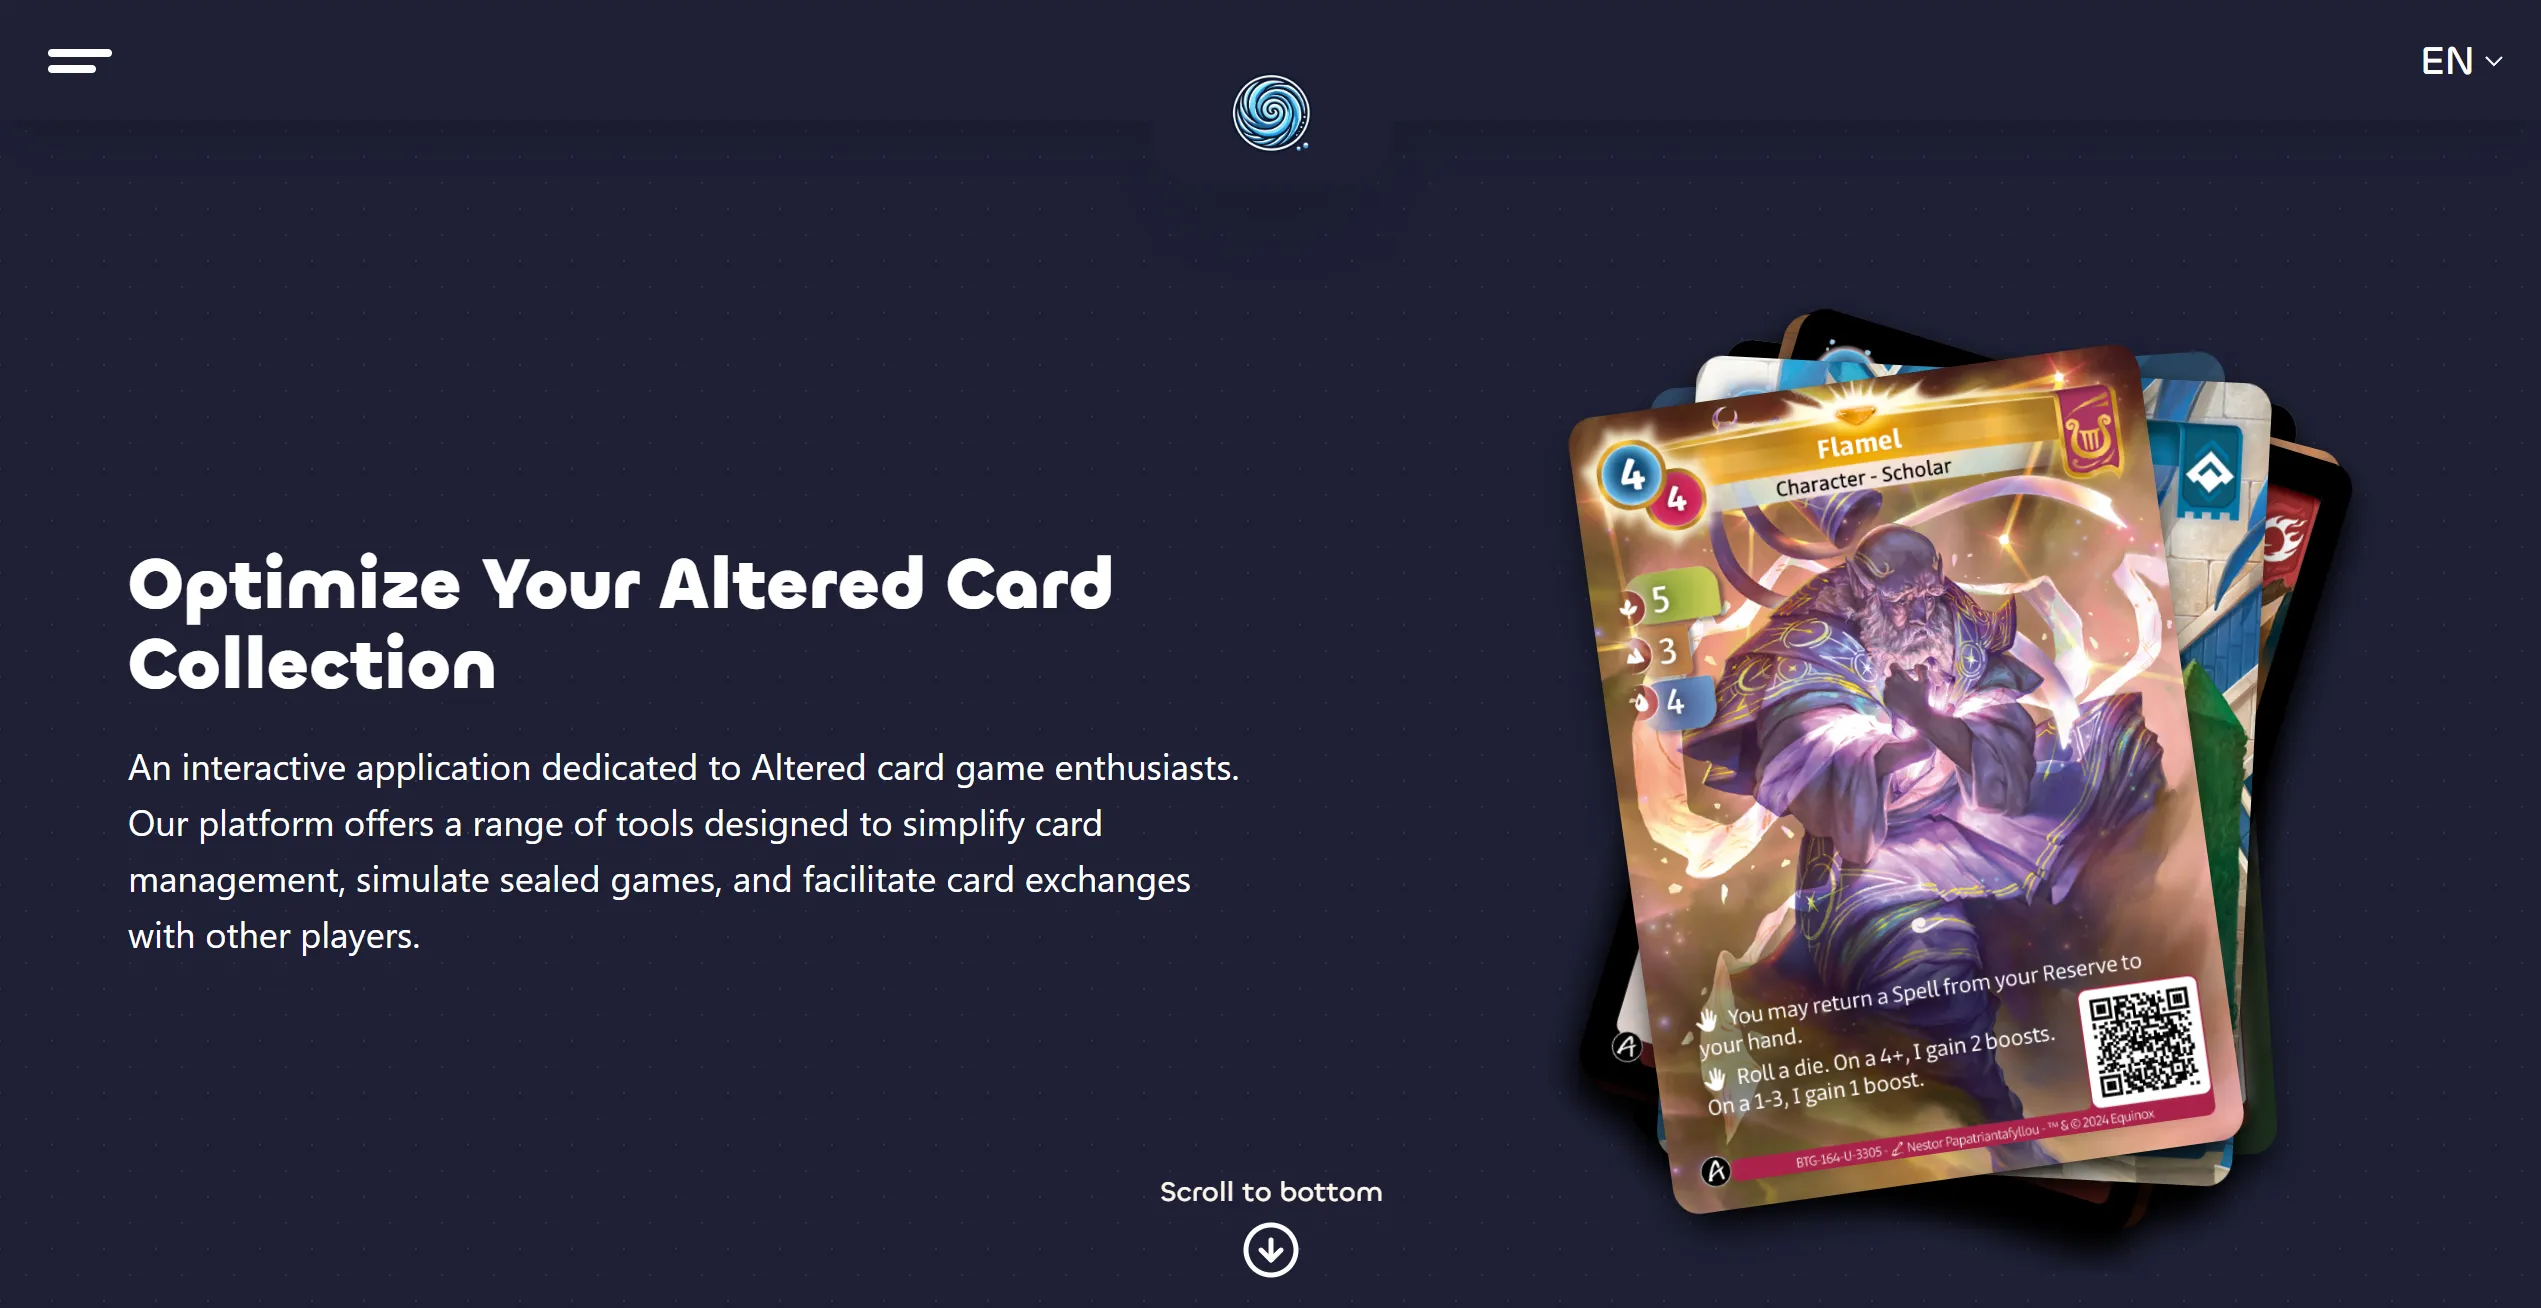 EN
Optimize Your Altered Card
Collection
An interactive application dedicated to Altered card game enthusiasts.
Our platform offers a range of tools designed to simplify card
management, simulate sealed games, and facilitate card exchanges
with other players.
Flamel
Character - Scholar
4
4
5
3
4
You may return a Spell from your Reserve to
your hand.
Roll a die. On a 4+, I gain 2 boosts.
On a 1-3, I gain 1 boost.
BTG-164-U-3305 - Nestor Papatriantafyllou - ™ & © 2024 Equinox
A
A
Scroll to bottom